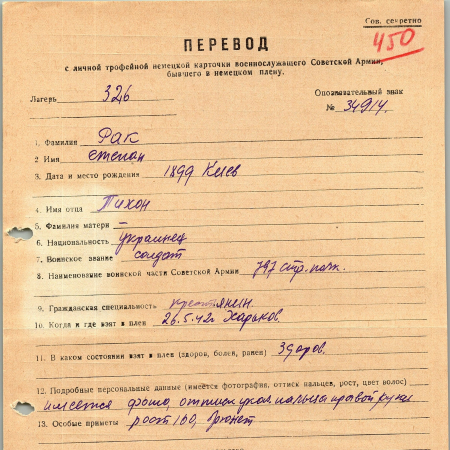 Сов. секретно
450
ПЕРЕВОД
с личной трофейной немецкой карточки военнослужащего Советской Армии,
бывшего в немецком плену.
Лагерь 326
Опознавательный знак
№ 34914.
1. Фамилия Рак
2 Имя степан
3. Дата и место рождения 1899 Киев
4. Имя отца Тихон
5. Фамилия матери —
6. Национальность украинец
7. Воинское звание солдат
8. Наименование воинской части Советской Армии 797 стр. полк.
9. Гражданская специальность крестянин.
10. Когда и где взят в плен 26.5.42г. Харьков
11. В каком состоянии взят в плен (здоров, болен, ранен) Здоров.
12. Подробные персональные данные (имеется фотография, оттиск пальцев, рост, цвет волос)
имеется фото, оттиск указ. пальца правой руки
13. Особые приметы рост 160, брюнет